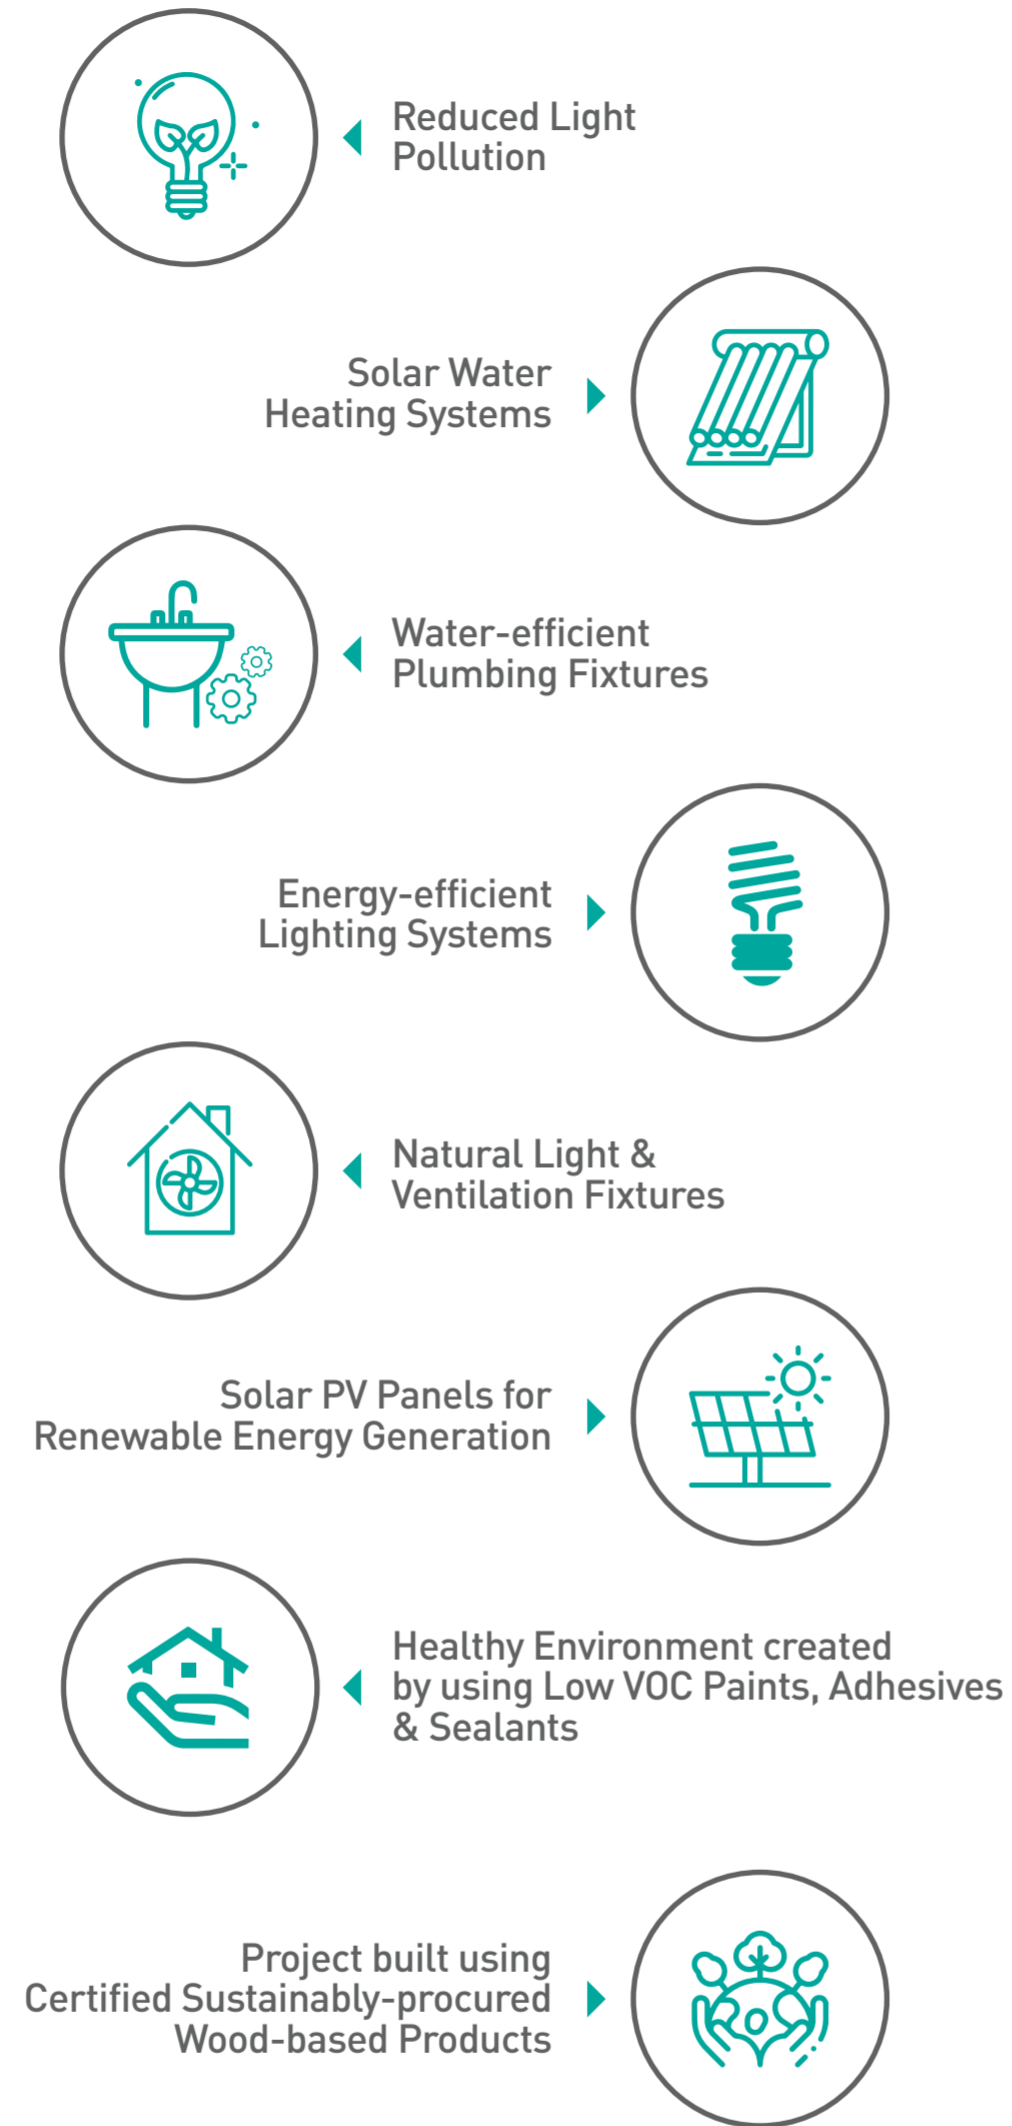 Reduced Light
Pollution
Solar Water
Heating Systems
Water-efficient
Plumbing Fixtures
Energy-efficient
Lighting Systems
Natural Light &
Ventilation Fixtures
Solar PV Panels for
Renewable Energy Generation
Healthy Environment created
by using Low VOC Paints, Adhesives
& Sealants
Project built using
Certified Sustainably-procured
Wood-based Products